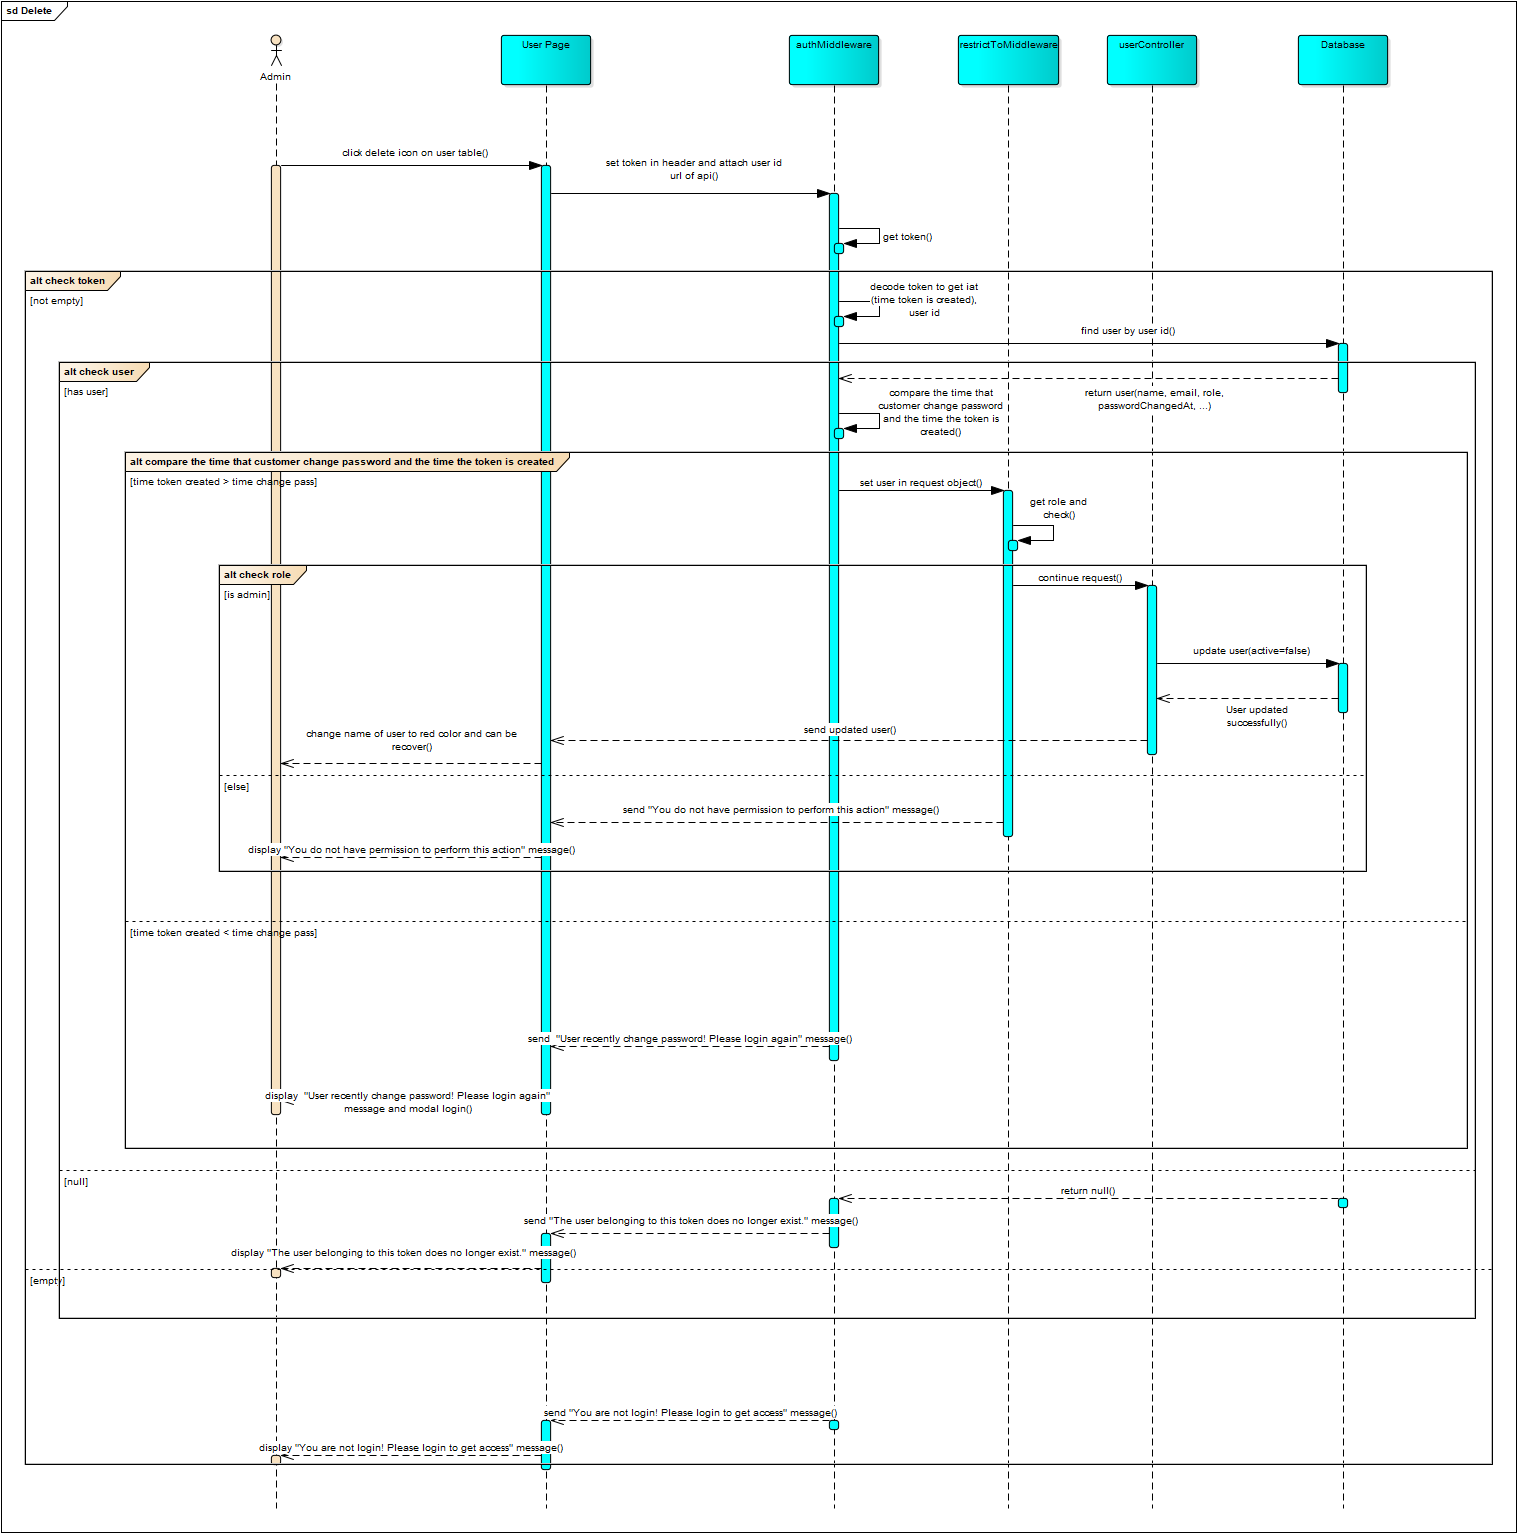 sd Delete
Admin
User Page
authMiddleware
restrictToMiddleware
userController
Database
click delete icon on user table()
set token in header and attach user id
url of api()
get token()
alt check token
[not empty]
decode token to get iat
(time token is created),
user id
find user by user id()
alt check user
[has user]
return user(name, email, role,
passwordChangedAt, ...)
compare the time that
customer change password
and the time the token is
created()
alt compare the time that customer change password and the time the token is created
[time token created > time change pass]
set user in request object()
get role and
check()
alt check role
[is admin]
continue request()
update user(active=false)
User updated
successfully()
send updated user()
change name of user to red color and can be
recover()
[else]
send "You do not have permission to perform this action" message()
display "You do not have permission to perform this action" message()
[time token created < time change pass]
send  "User recently change password! Please login again" message()
display  "User recently change password! Please login again"
message and modal login()
[null]
return null()
send "The user belonging to this token does no longer exist." message()
display "The user belonging to this token does no longer exist." message()
[empty]
send "You are not login! Please login to get access" message()
display "You are not login! Please login to get access" message()